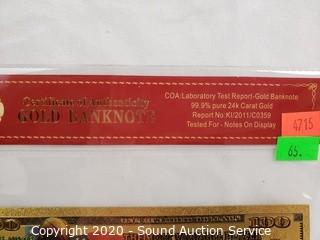 Certificate of Authenticity
GOLD BANKNOTE
COA:Laboratory Test Report-Gold Banknote
99.9% pure 24k Carat Gold
Report No:KI/2011/C0359
Tested For - Notes On Display
4715
65.
100
100
Copyright 2020 - Sound Auction Service